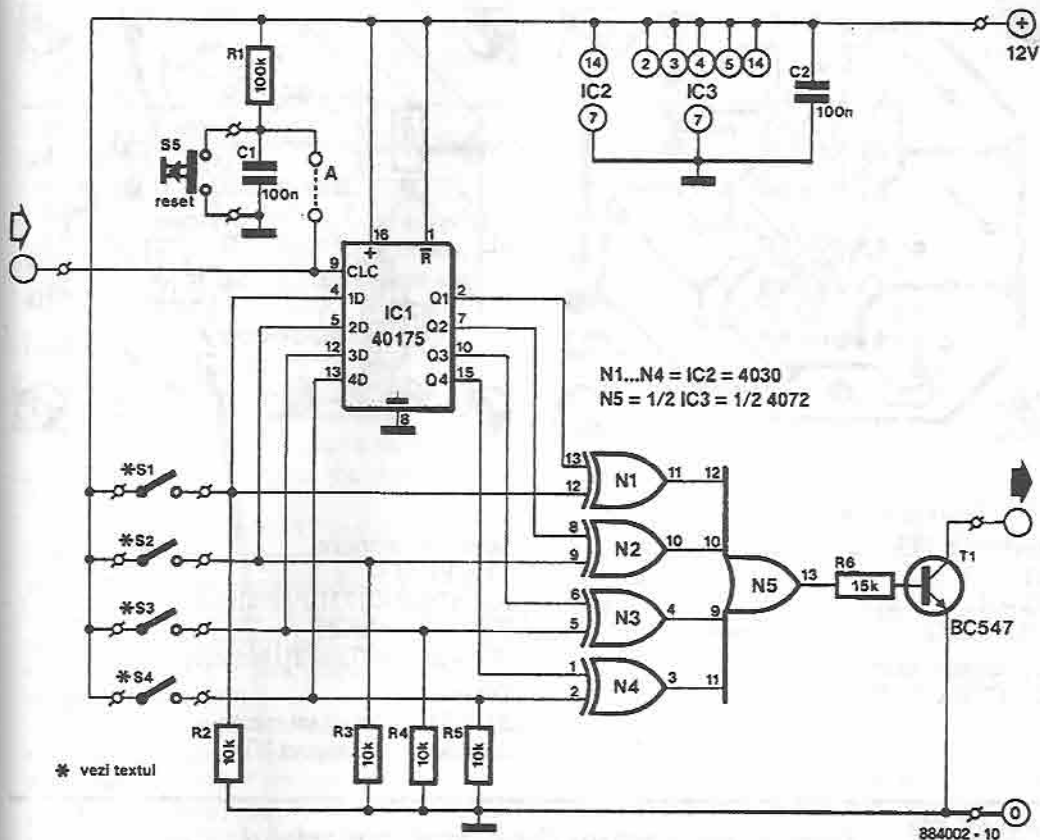 +
12V
R1
100k
14
2
3
4
5
14
IC2
IC3
7
7
C2
100n
S5
reset
C1
100n
A
16
1
+
R
9
CLC
4
1D
Q1
2
5
2D
IC1
Q2
7
12
3D
40175
Q3
10
13
4D
Q4
15
8
N1...N4 = IC2 = 4030
N5 = 1/2 IC3 = 1/2 4072
*S1
13
12
N1
11
12
*S2
8
9
N2
10
10
N5
13
R6
15k
T1
BC547
*S3
6
5
N3
4
9
*S4
1
2
N4
3
11
R2
10k
R3
10k
R4
10k
R5
10k
* vezi textul
0
884002 - 10